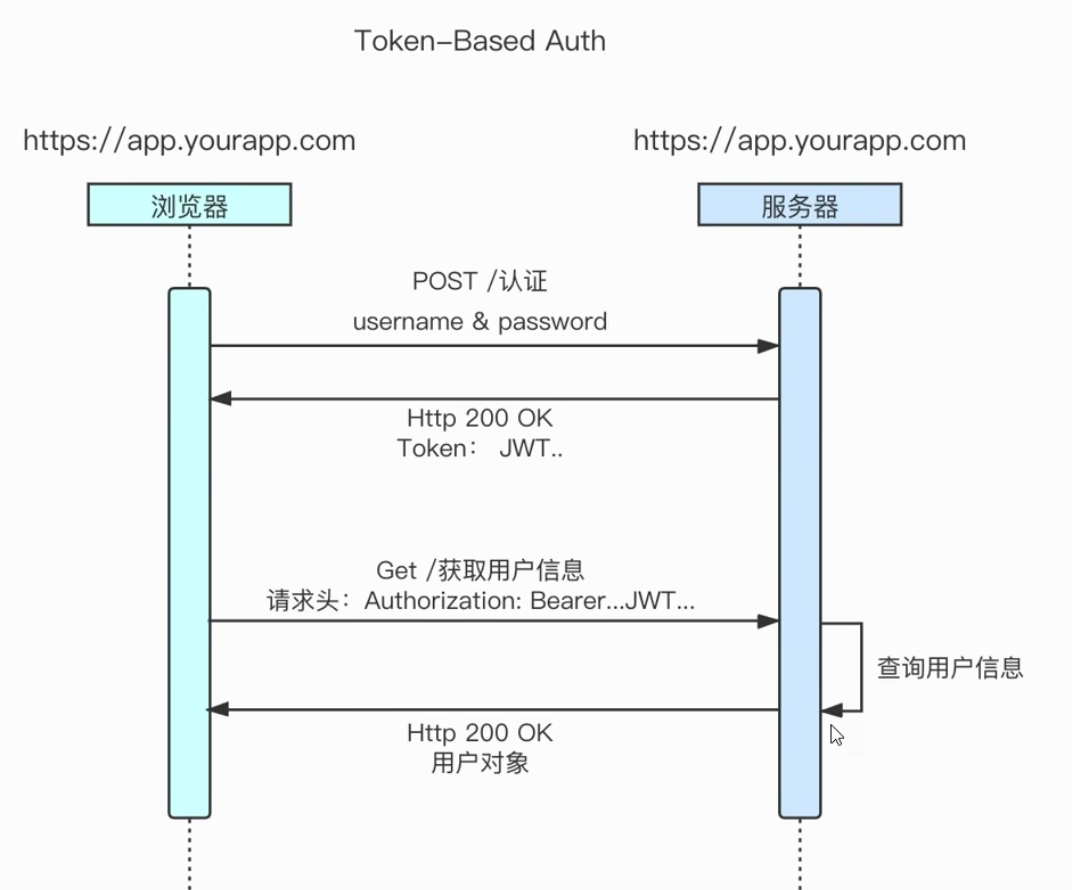 Token-Based Auth
https://app.yourapp.com
https://app.yourapp.com
浏览器
服务器
POST /认证
username & password
Http 200 OK
Token： JWT..
Get /获取用户信息
请求头：Authorization: Bearer...JWT...
查询用户信息
Http 200 OK
用户对象